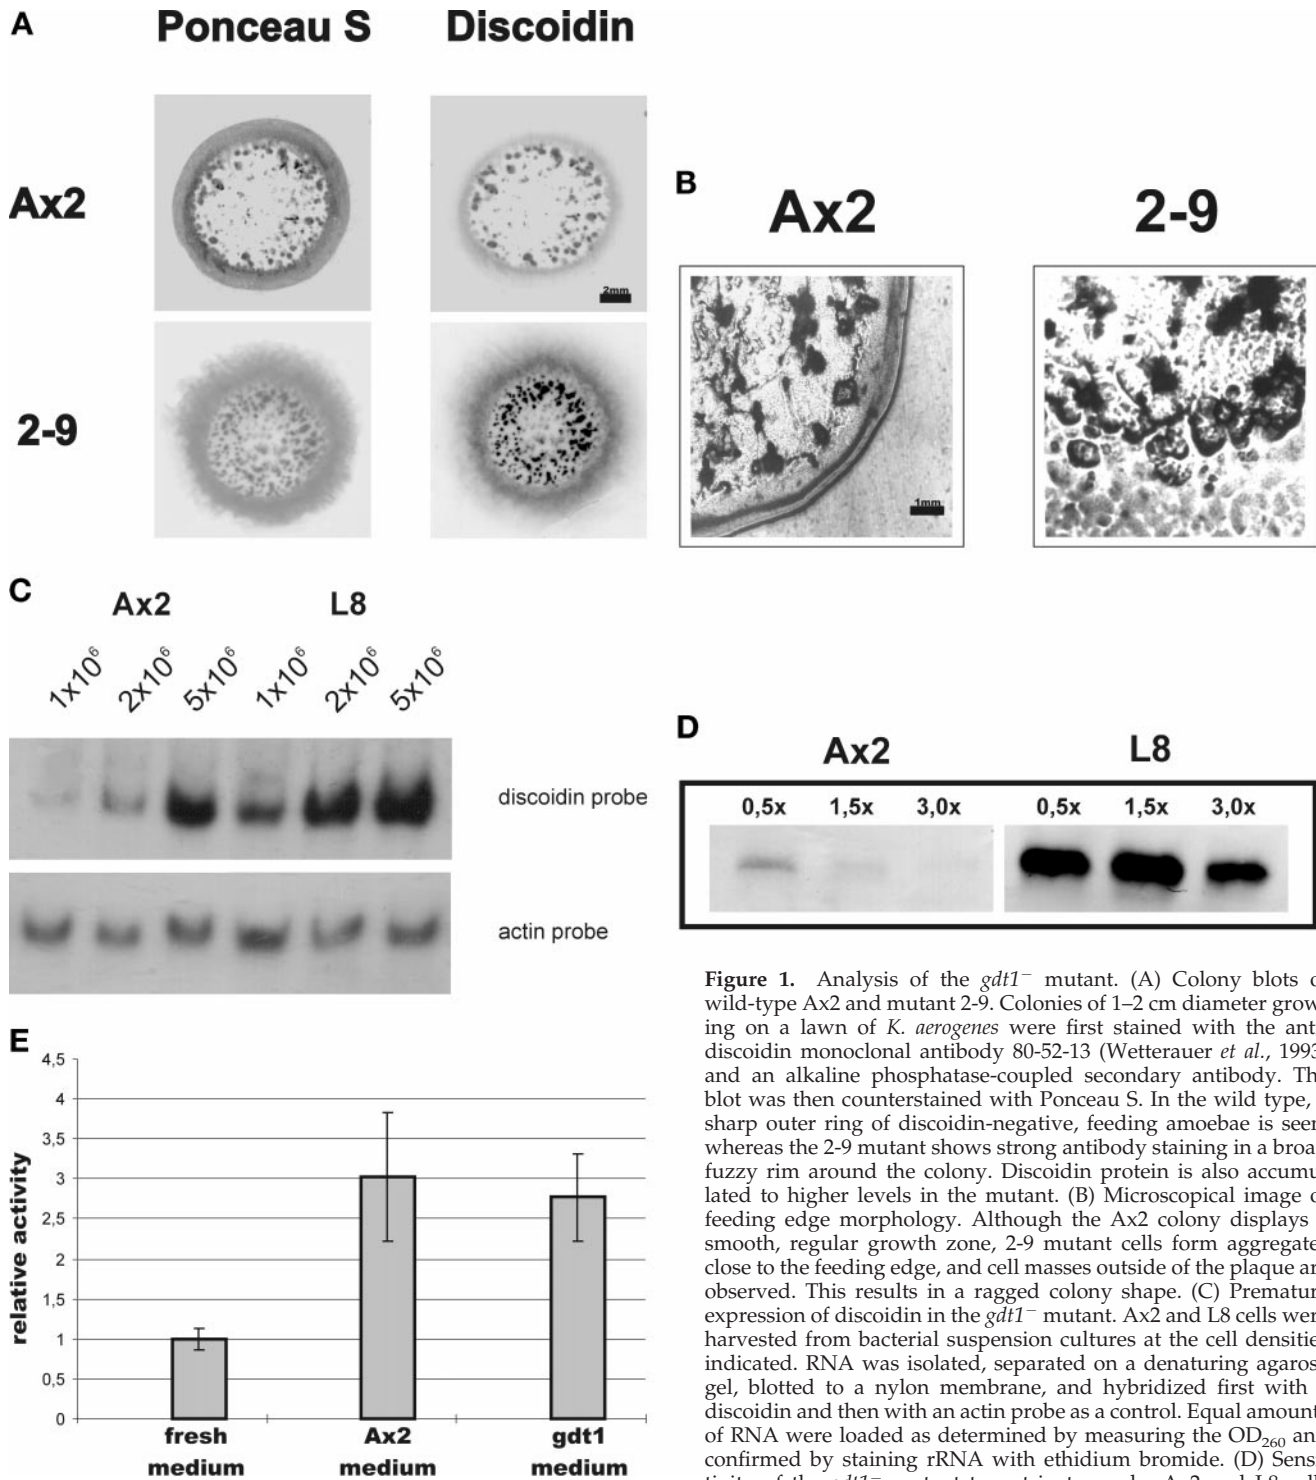 A
Ponceau S
Discoidin
Ax2
2mm
2-9
B
Ax2
2-9
1mm
C
Ax2
L8
1x10⁶
2x10⁶
5x10⁶
1x10⁶
2x10⁶
5x10⁶
discoidin probe
actin probe
D
Ax2
L8
0,5x
1,5x
3,0x
0,5x
1,5x
3,0x
E
relative activity
4,5
4
3,5
3
2,5
2
1,5
1
0,5
0
fresh medium
Ax2 medium
gdt1 medium
Figure 1. Analysis of the gdt1⁻ mutant. (A) Colony blots
wild-type Ax2 and mutant 2-9. Colonies of 1–2 cm diameter grow
ing on a lawn of K. aerogenes were first stained with the ant
discoidin monoclonal antibody 80-52-13 (Wetterauer et al., 1993
and an alkaline phosphatase-coupled secondary antibody. Th
blot was then counterstained with Ponceau S. In the wild type,
sharp outer ring of discoidin-negative, feeding amoebae is seen
whereas the 2-9 mutant shows strong antibody staining in a broa
fuzzy rim around the colony. Discoidin protein is also accumu
lated to higher levels in the mutant. (B) Microscopical image o
feeding edge morphology. Although the Ax2 colony displays
smooth, regular growth zone, 2-9 mutant cells form aggregate
close to the feeding edge, and cell masses outside of the plaque ar
observed. This results in a ragged colony shape. (C) Prematur
expression of discoidin in the gdt1⁻ mutant. Ax2 and L8 cells wer
harvested from bacterial suspension cultures at the cell densitie
indicated. RNA was isolated, separated on a denaturing agaros
gel, blotted to a nylon membrane, and hybridized first with
discoidin and then with an actin probe as a control. Equal amount
of RNA were loaded as determined by measuring the OD₂₆₀ an
confirmed by staining rRNA with ethidium bromide. (D) Sens